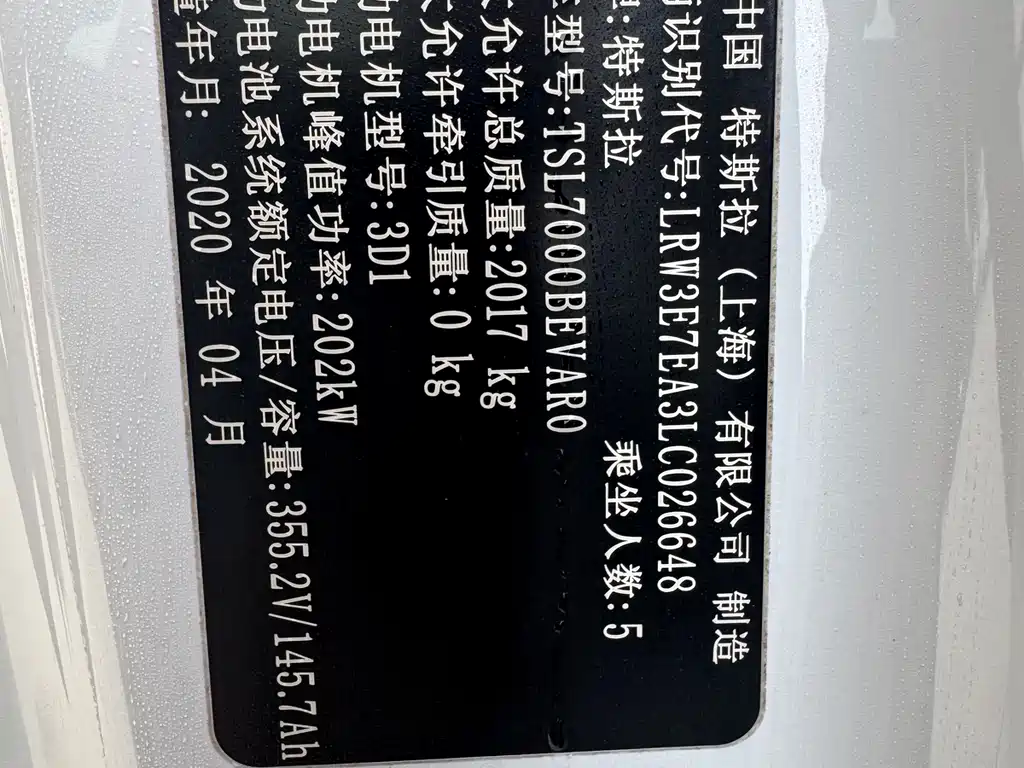 中国 特斯拉（上海）有限公司 制造
识别代号:LRW3E7EA3LC026648
:特斯拉 乘坐人数:5
型号:TSL7000BEVAR0
允许总质量:2017 kg
允许牵引质量:0 kg
电机型号:3D1
电机峰值功率:202kW
电池系统额定电压/容量:355.2V/145.7Ah
年月: 2020 年 04 月